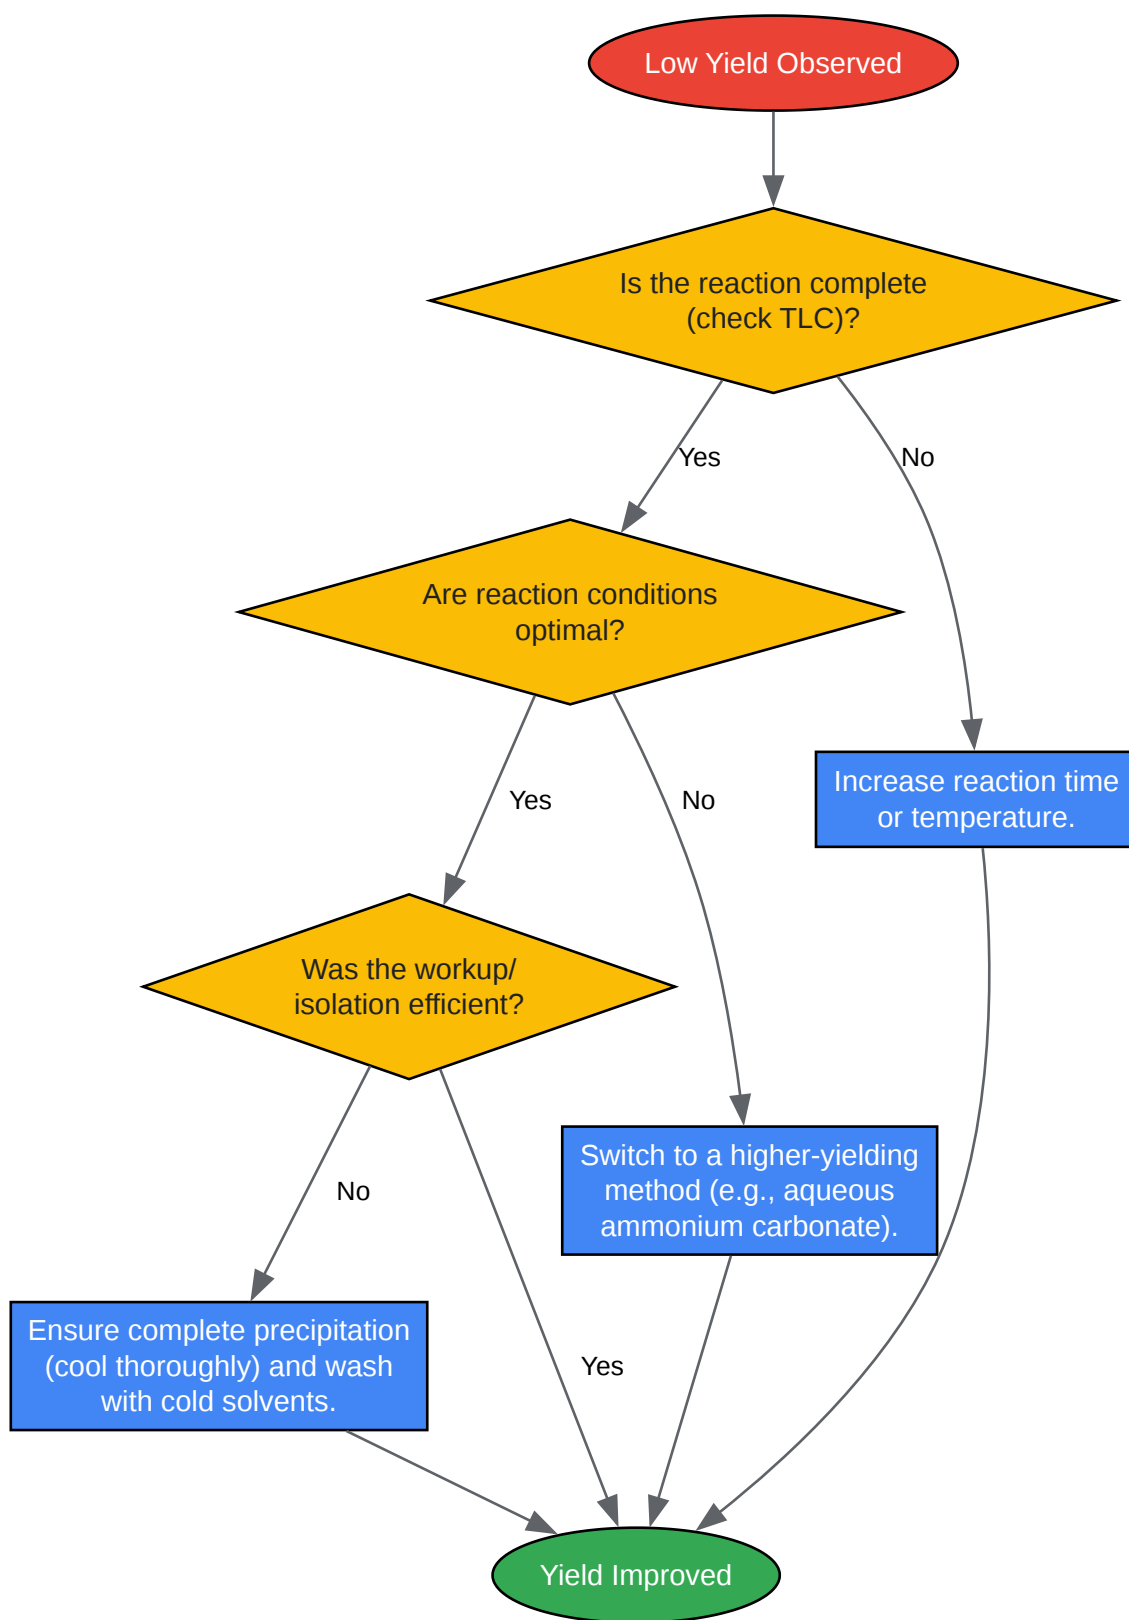 Low Yield Observed
Is the reaction complete
(check TLC)?
Yes
No
Are reaction conditions
optimal?
Yes
No
Increase reaction time
or temperature.
Was the workup/
isolation efficient?
No
Yes
Switch to a higher-yielding
method (e.g., aqueous
ammonium carbonate).
Ensure complete precipitation
(cool thoroughly) and wash
with cold solvents.
Yield Improved